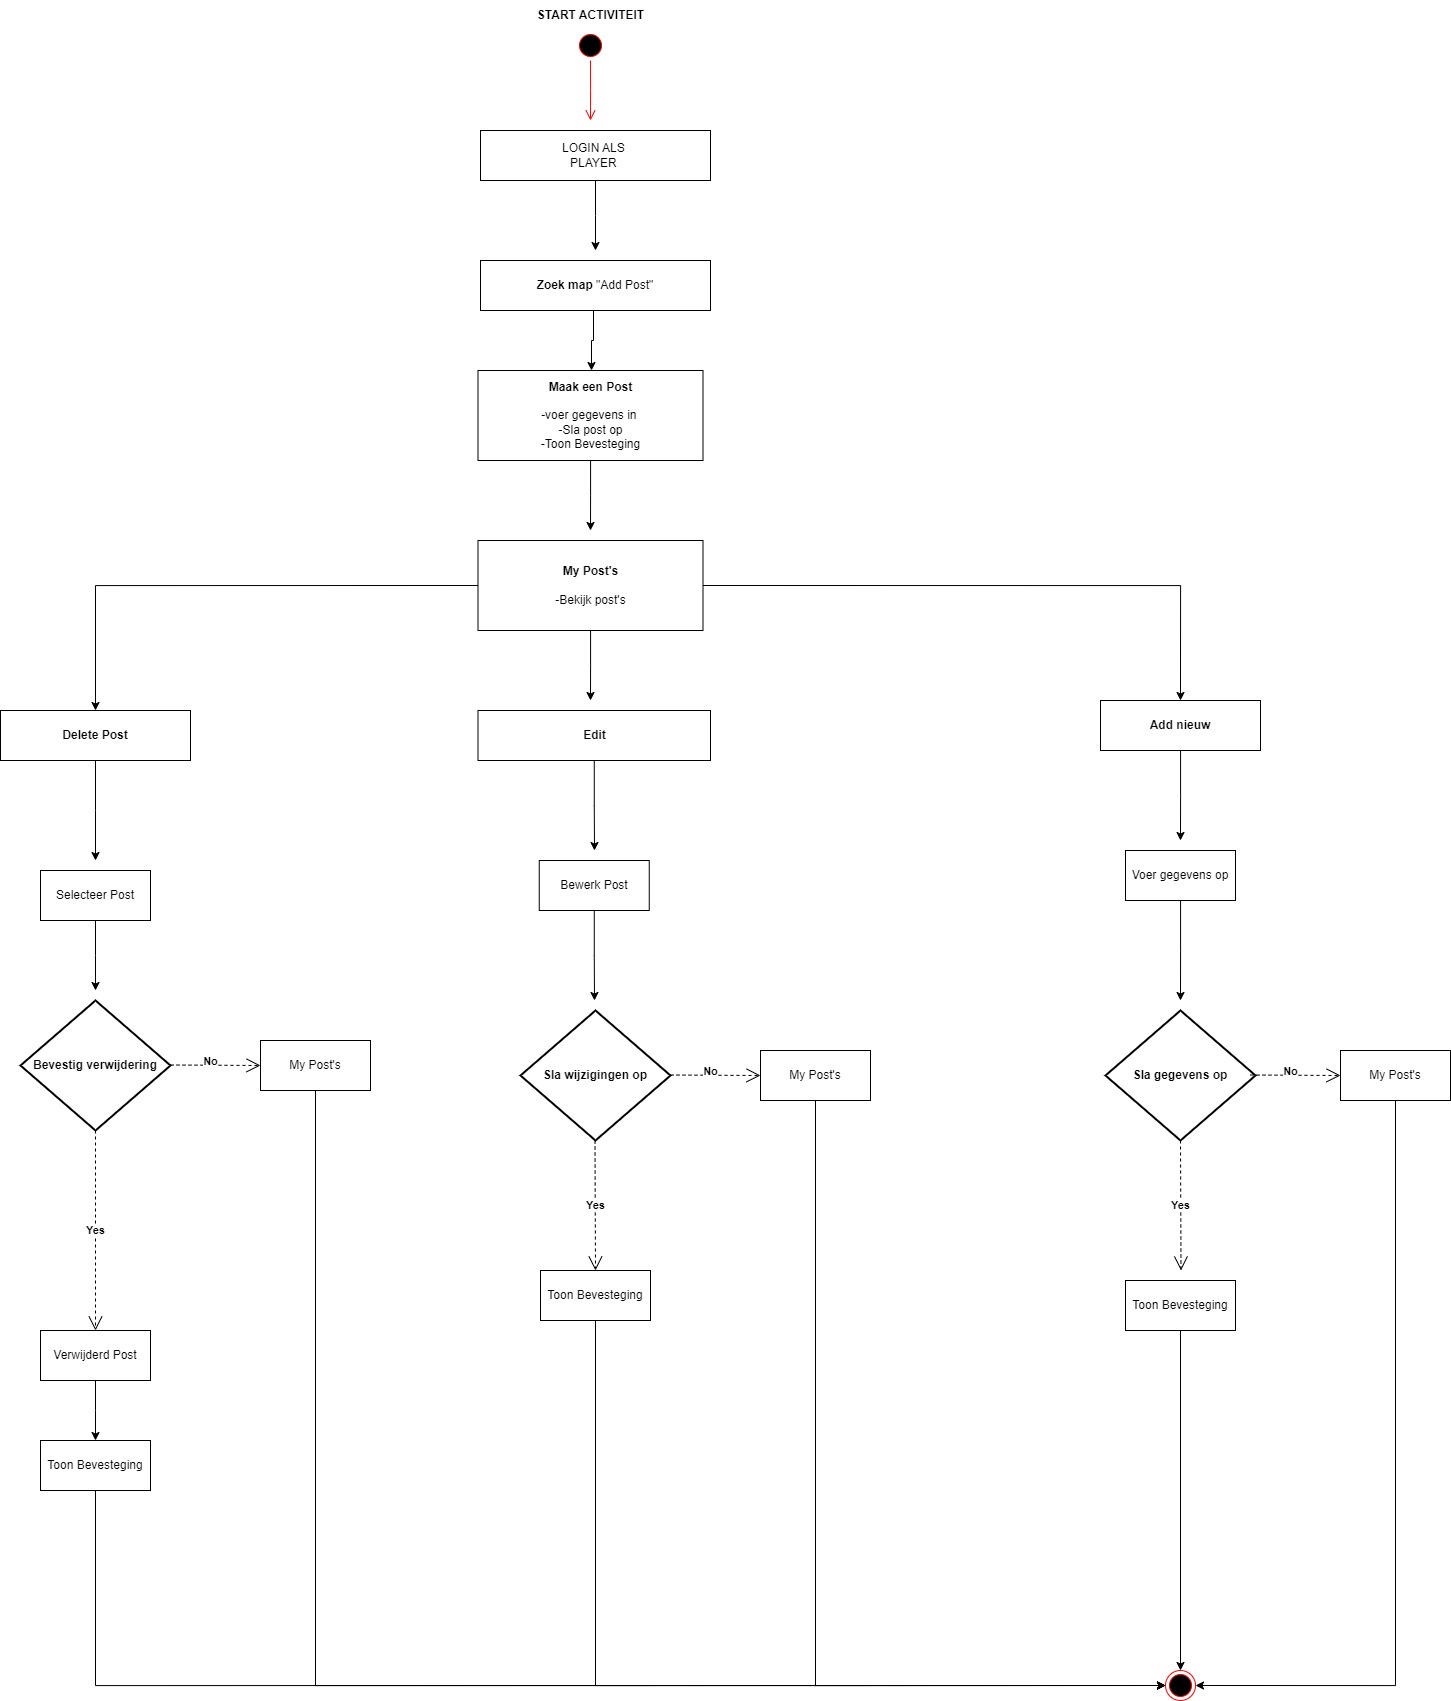 START ACTIVITEIT
LOGIN ALS
PLAYER
Zoek map "Add Post"
Maak een Post
-voer gegevens in
-Sla post op
-Toon Bevesteging
My Post's
-Bekijk post's
Delete Post
Edit
Add nieuw
Selecteer Post
Bewerk Post
Voer gegevens op
Bevestig verwijdering
No
My Post's
Sla wijzigingen op
No
My Post's
Sla gegevens op
No
My Post's
Yes
Yes
Yes
Verwijderd Post
Toon Bevesteging
Toon Bevesteging
Toon Bevesteging